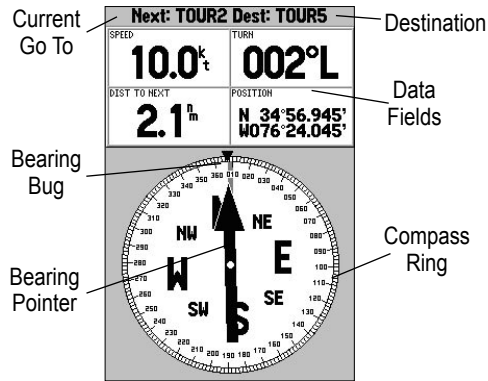 Current
Go To
Next: TOUR2 Dest: TOUR5
Destination
SPEED
10.0 k t
TURN
002°L
DIST TO NEXT
2.1 n m
POSITION
N 34°56.945'
W076°24.045'
Data
Fields
Bearing
Bug
Bearing
Pointer
Compass
Ring
N
NE
E
SE
S
SW
W
NW
010
020
030
040
050
060
070
080
090
100
110
120
130
140
150
160
170
180
190
200
210
220
230
240
250
260
270
280
290
300
310
320
330
340
350
360